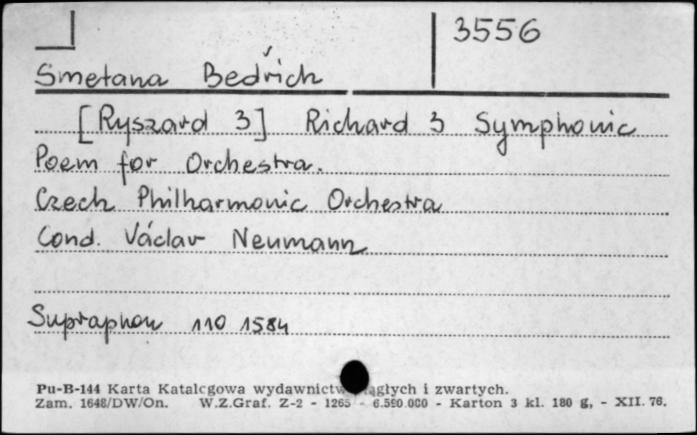 3556
Smetana Bedřich
[Ryszard 3] Richard 3 Symphonic
Poem for Orchestra.
Czech Philharmonic Orchestra
Cond. Václav Neumann
Supraphon 110 1584
Pu-B-144 Karta Katalogowa wydawnictw ciągłych i zwartych.
Zam. 1648/DW/On. W.Z.Graf. Z-2 - 1265 - 6.590.000 - Karton 3 kl. 180 g, - XII. 76.